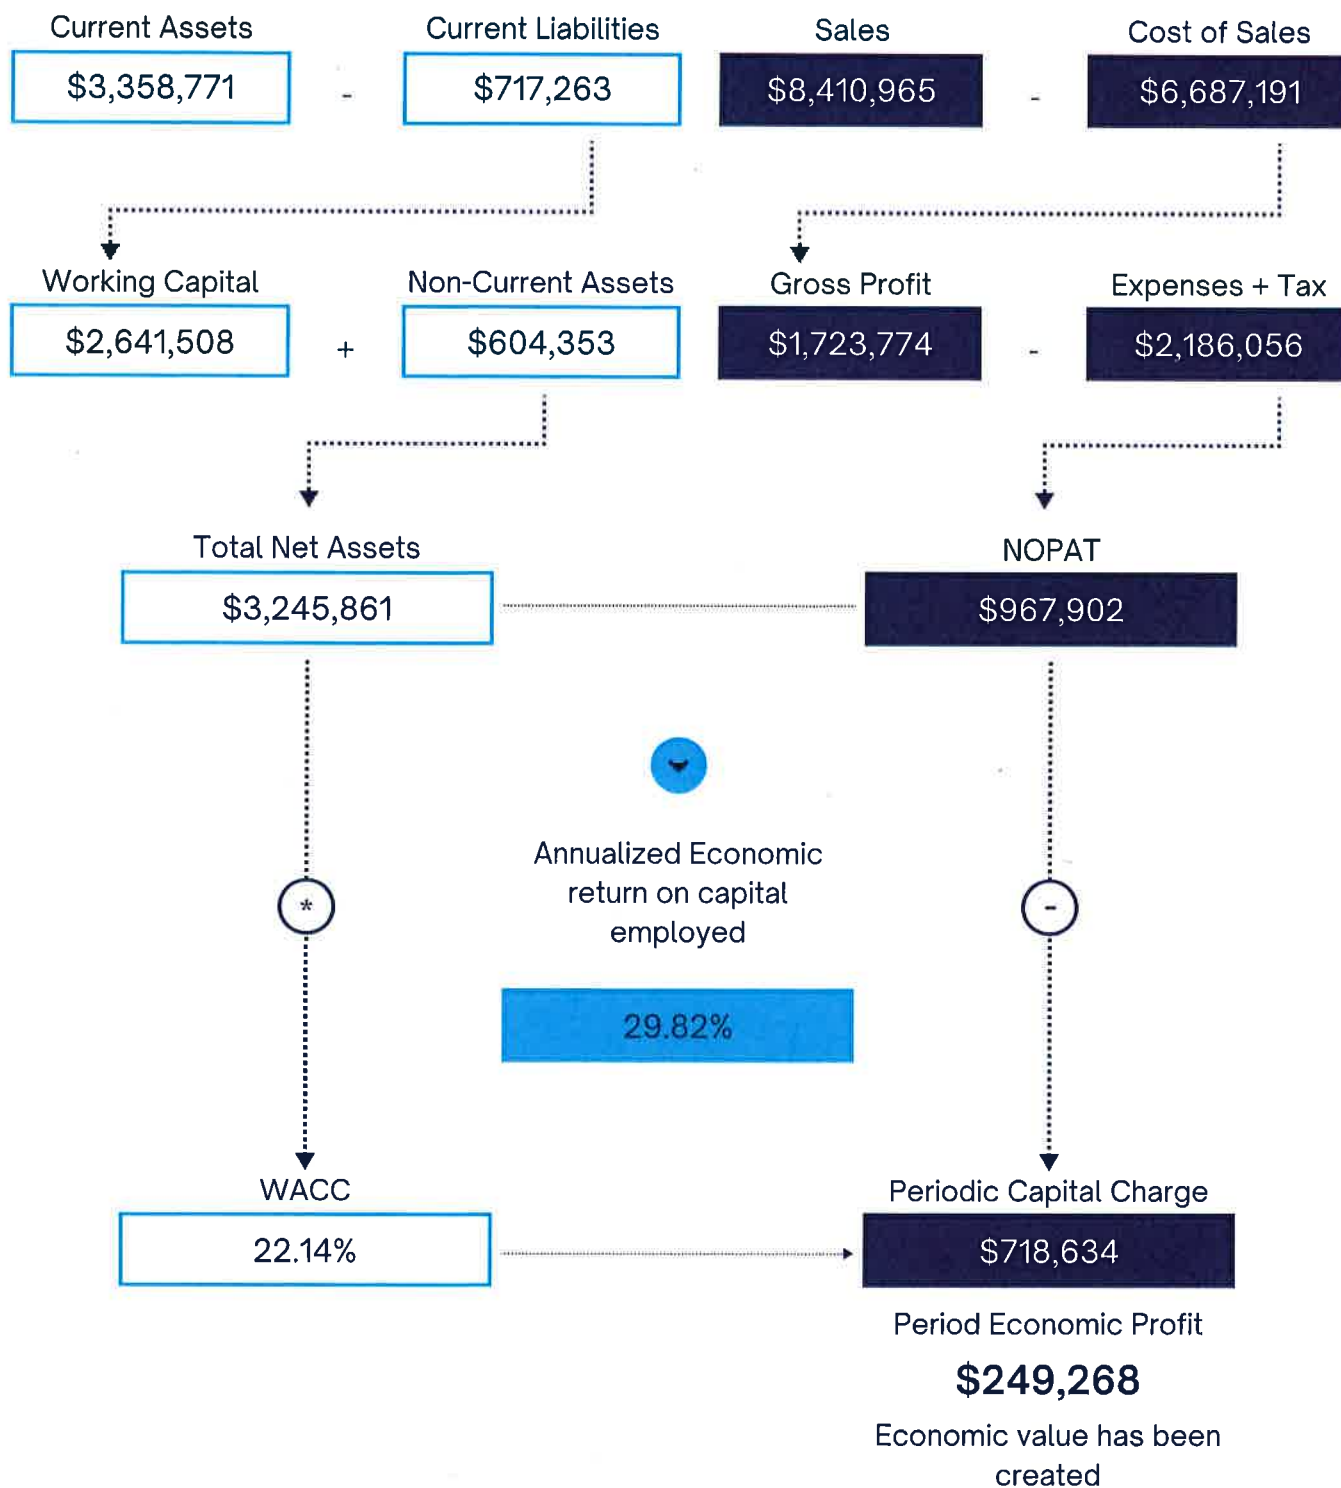 Current Assets
$3,358,771
-
Current Liabilities
$717,263
Sales
$8,410,965
-
Cost of Sales
$6,687,191
Working Capital
$2,641,508
+
Non-Current Assets
$604,353
Gross Profit
$1,723,774
-
Expenses + Tax
$2,186,056
Total Net Assets
$3,245,861
NOPAT
$967,902
Annualized Economic
return on capital
employed
29.82%
*
-
WACC
22.14%
Periodic Capital Charge
$718,634
Period Economic Profit
$249,268
Economic value has been
created